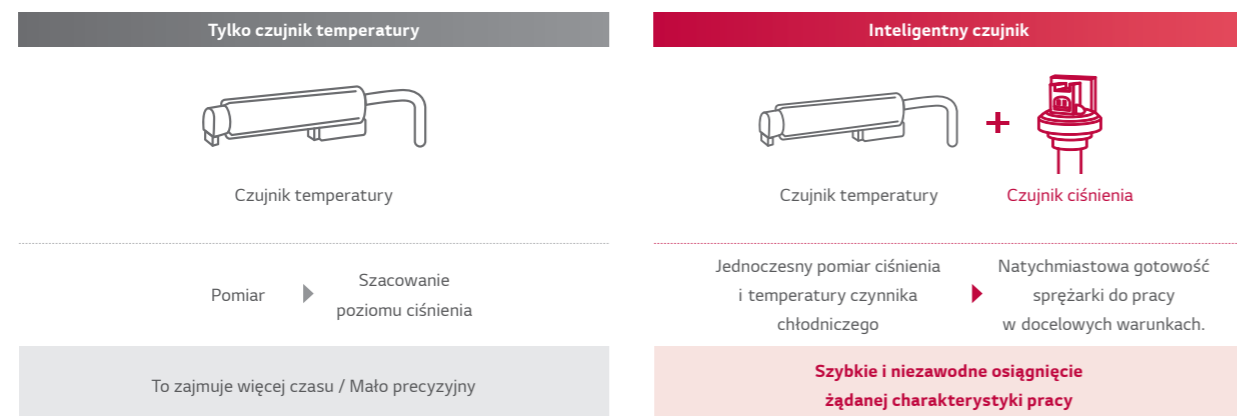 Tylko czujnik temperatury
Czujnik temperatury
Pomiar
Szacowanie
poziomu ciśnienia
To zajmuje więcej czasu / Mało precyzyjny
Inteligentny czujnik
+
Czujnik temperatury
Czujnik ciśnienia
Jednoczesny pomiar ciśnienia
i temperatury czynnika
chłodniczego
Natychmiastowa gotowość
sprężarki do pracy
w docelowych warunkach.
Szybkie i niezawodne osiągnięcie
żądanej charakterystyki pracy